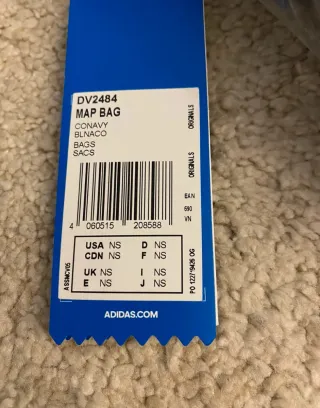 DV2484
MAP BAG
CONAVY
BLNACO
BAGS
SACS
ORIGINALS
ORIGINALS
EAN
690
VN
4 060515 208588
USA NS D NS
CDN NS F NS
UK NS I NS
E NS J NS
ASSMCV05
ADIDAS.COM